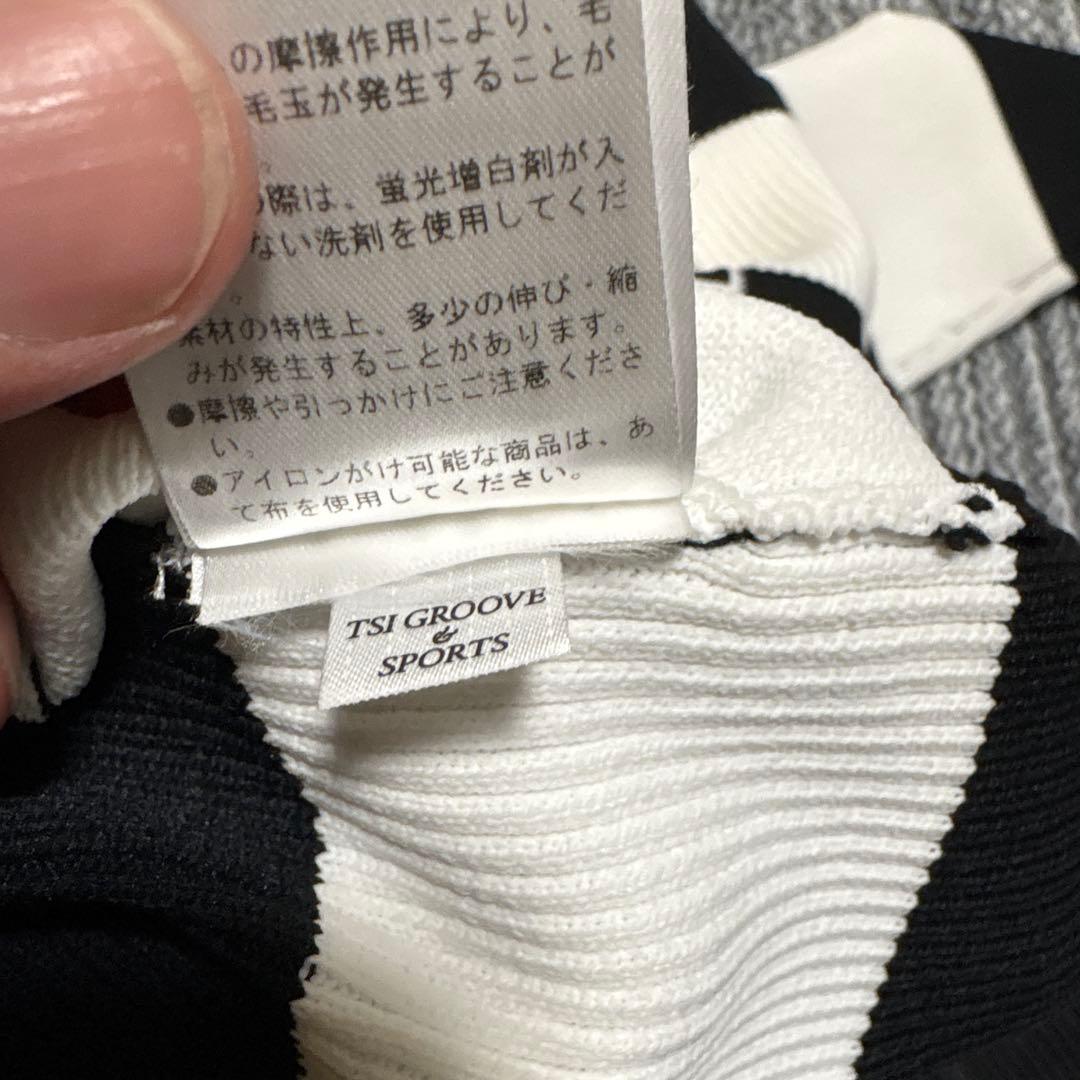 の摩擦作用により、毛
毛玉が発生することが
。
際は、蛍光増白剤が入
ない洗剤を使用してくだ
。
素材の特性上、多少の伸び・縮
みが発生することがあります。
●摩擦や引っかけにご注意くださ
い。
●アイロンがけ可能な商品は、あ
て布を使用してください。
TSI GROOVE
&
SPORTS